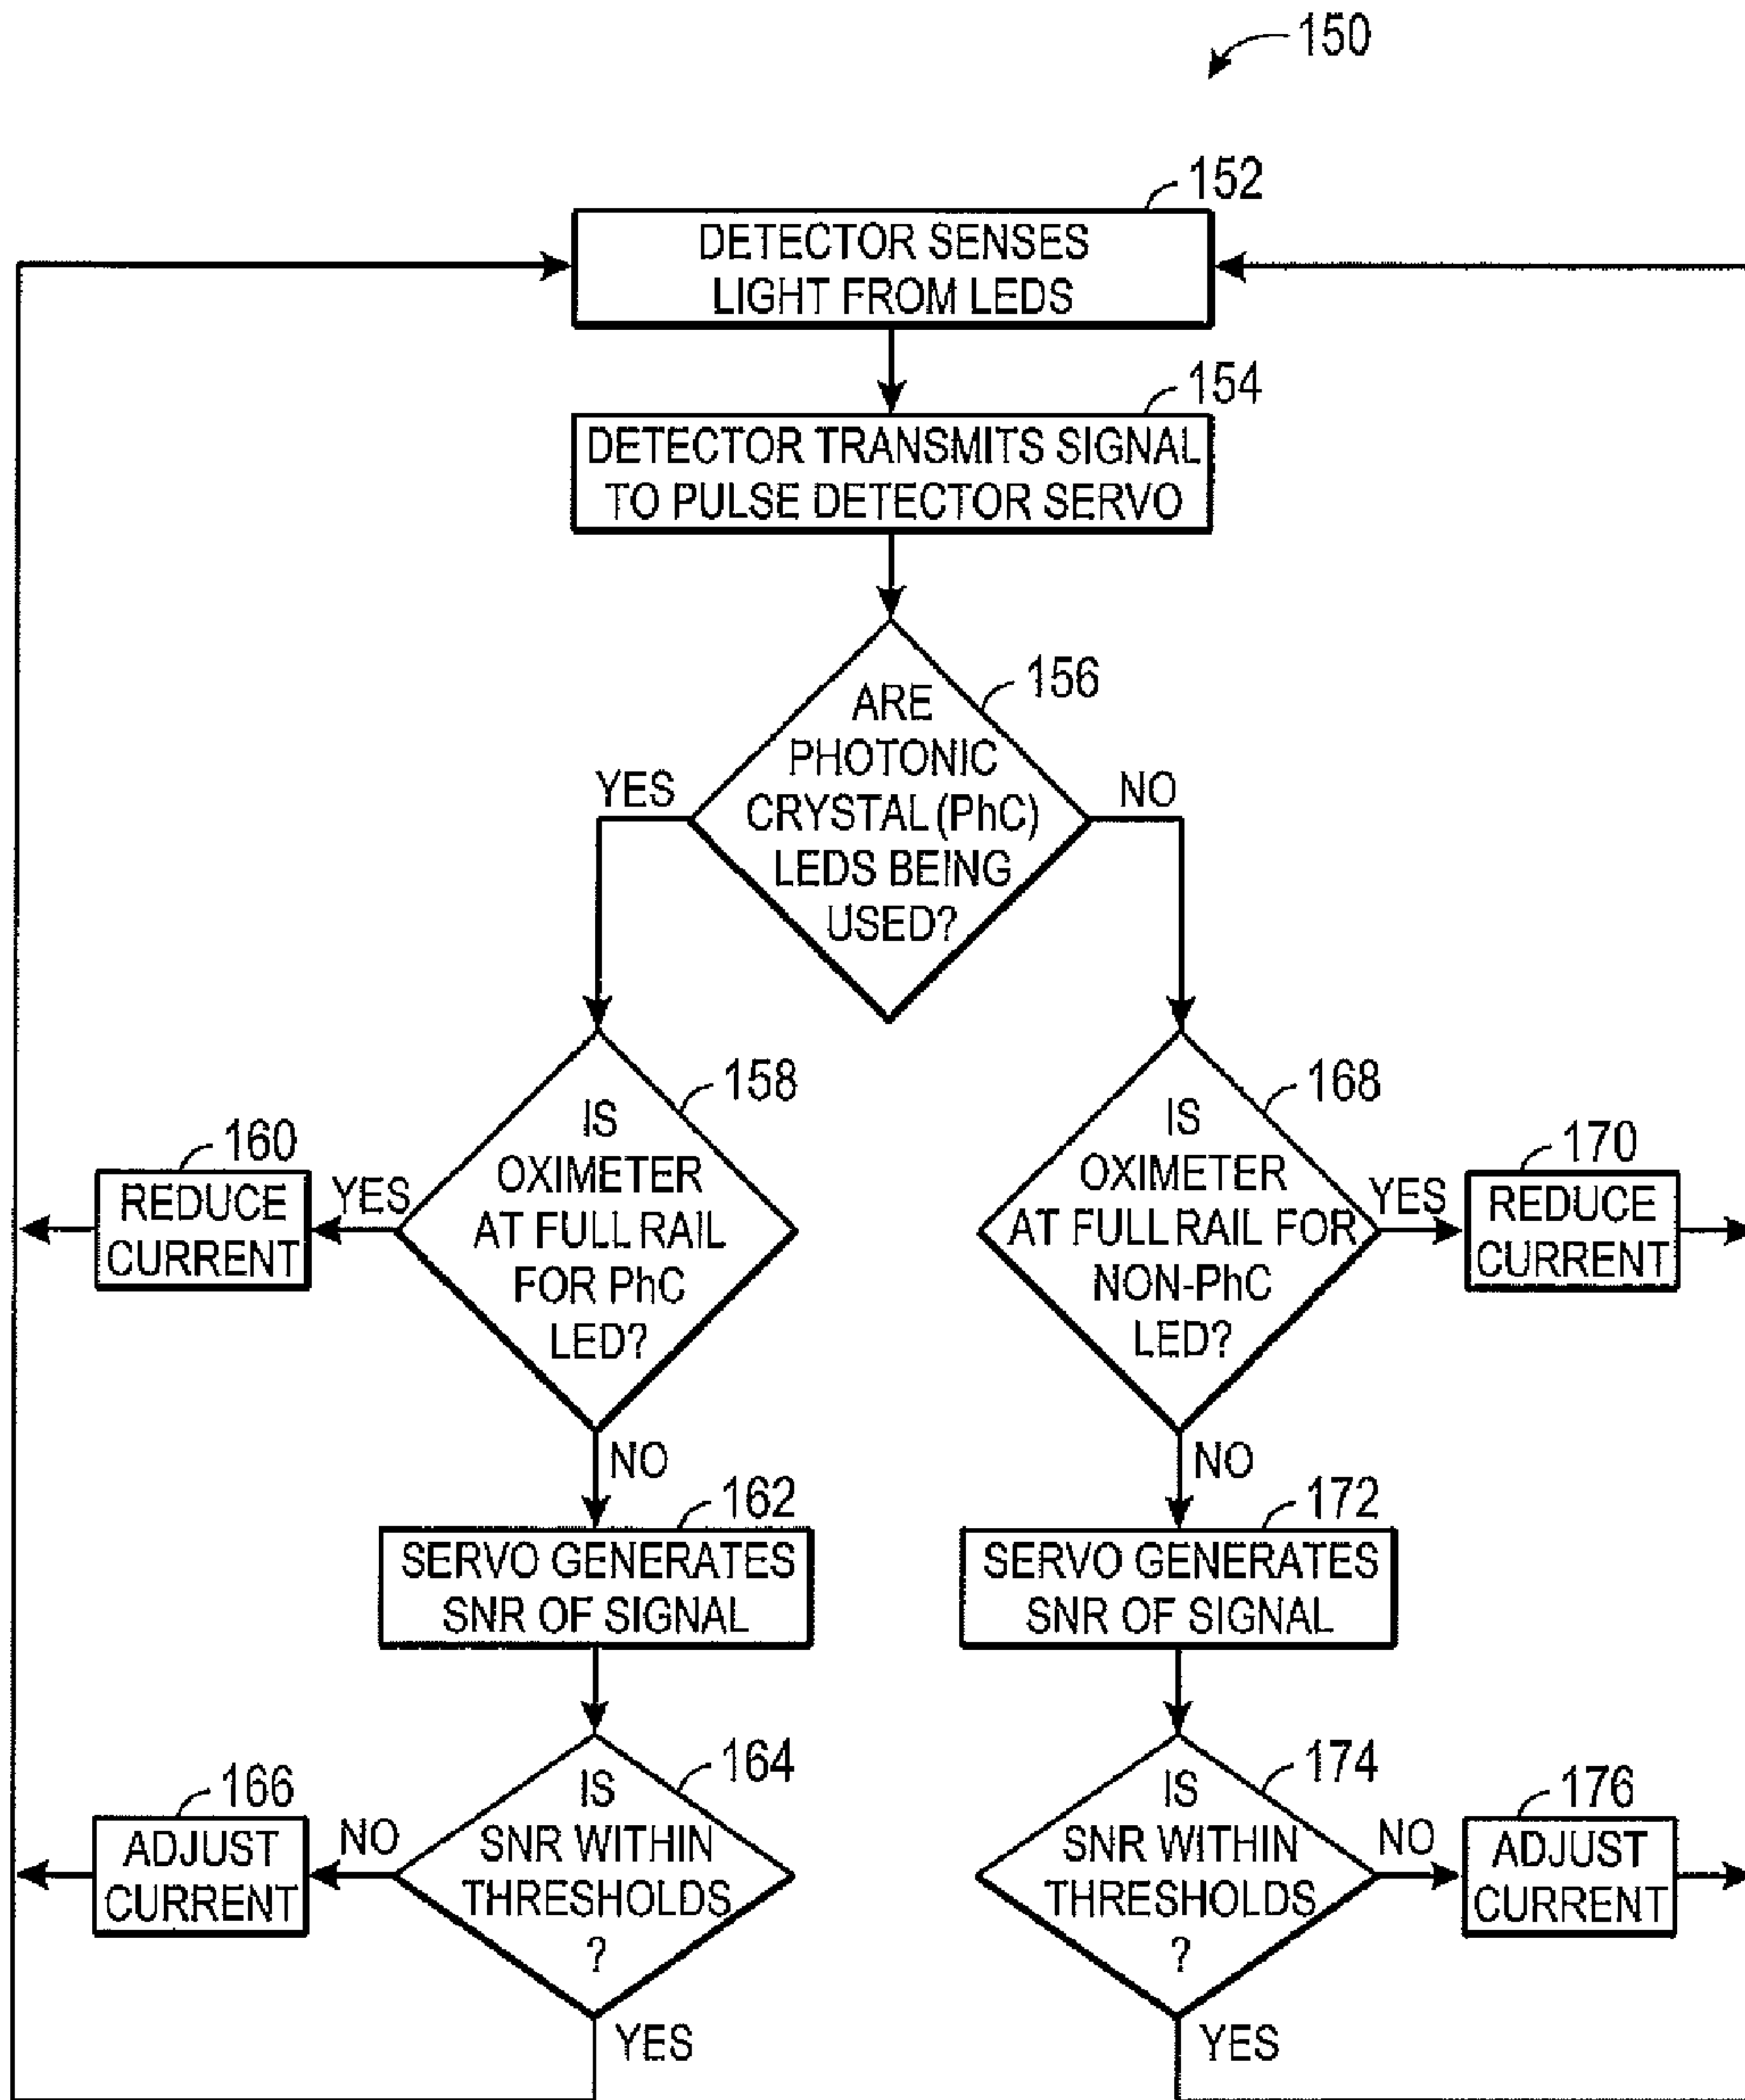 150
152
DETECTOR SENSES
LIGHT FROM LEDS
154
DETECTOR TRANSMITS SIGNAL
TO PULSE DETECTOR SERVO
156
ARE
PHOTONIC
CRYSTAL (PhC)
LEDS BEING
USED?
YES
NO
158
IS
OXIMETER
AT FULL RAIL
FOR PhC
LED?
YES
160
REDUCE
CURRENT
NO
168
IS
OXIMETER
AT FULL RAIL FOR
NON-PhC
LED?
YES
170
REDUCE
CURRENT
NO
162
SERVO GENERATES
SNR OF SIGNAL
172
SERVO GENERATES
SNR OF SIGNAL
164
IS
SNR WITHIN
THRESHOLDS
?
NO
166
ADJUST
CURRENT
YES
174
IS
SNR WITHIN
THRESHOLDS
?
NO
176
ADJUST
CURRENT
YES